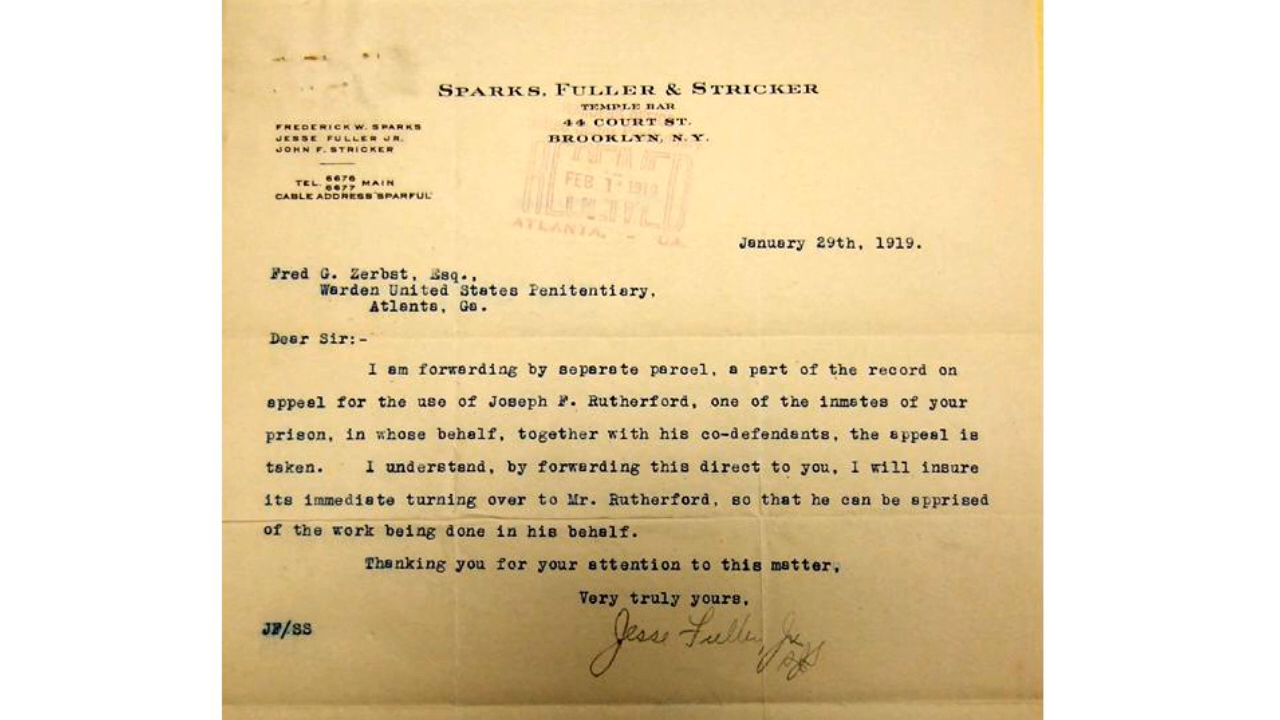 SPARKS, FULLER & STRICKER
TEMPLE BAR
44 COURT ST.
BROOKLYN, N.Y.
FREDERICK W. SPARKS
JESSE FULLER JR.
JOHN F. STRICKER
TEL. 6676 6677 MAIN
CABLE ADDRESS "SPARFUL"
FEB 1 - 1919
ATLANTA, - GA.
January 29th, 1919.
Fred G. Zerbst, Esq.,
Warden United States Penitentiary,
Atlanta, Ga.
Dear Sir:-
I am forwarding by separate parcel, a part of the record on
appeal for the use of Joseph F. Rutherford, one of the inmates of your
prison, in whose behalf, together with his co-defendants, the appeal is
taken. I understand, by forwarding this direct to you, I will insure
its immediate turning over to Mr. Rutherford, so that he can be apprised
of the work being done in his behalf.
Thanking you for your attention to this matter,
Very truly yours,
JF/SS
Jesse Fuller, Jr.